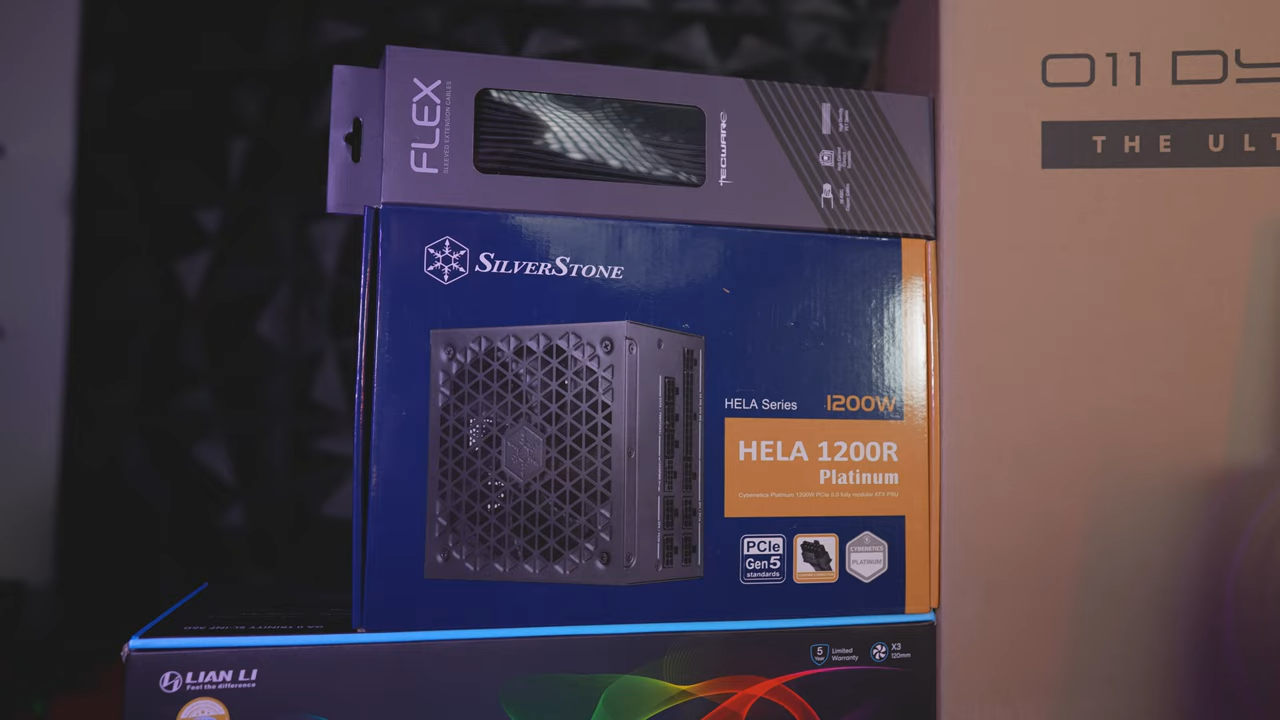 FLEX
SLEEVED EXTENSION CABLES
TECWARE
O11 DY
THE ULT
SILVERSTONE
HELA Series
1200W
HELA 1200R
Platinum
Cybenetics Platinum 1200W PCIe 5.0 fully modular ATX PSU
PCIe
Gen5
standards
CYBENETICS
PLATINUM
LIAN LI
Feel the difference
5
Year
Limited
Warranty
X3
120mm